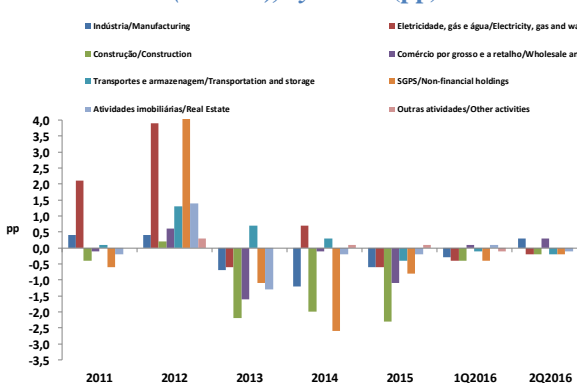 Indústria/Manufacturing
Eletricidade, gás e água/Electricity, gas and
Construção/Construction
Comércio por grosso e a retalho/Wholesale
Transportes e armazenagem/Transportation and storage
SGPS/Non-financial holdings
Atividades imobiliárias/Real Estate
Outras atividades/Other activities
4,0
3,5
3,0
2,5
2,0
1,5
1,0
0,5
0,0
-0,5
-1,0
-1,5
-2,0
-2,5
-3,0
-3,5
pp
2011 2012 2013 2014 2015 1Q2016 2Q2016